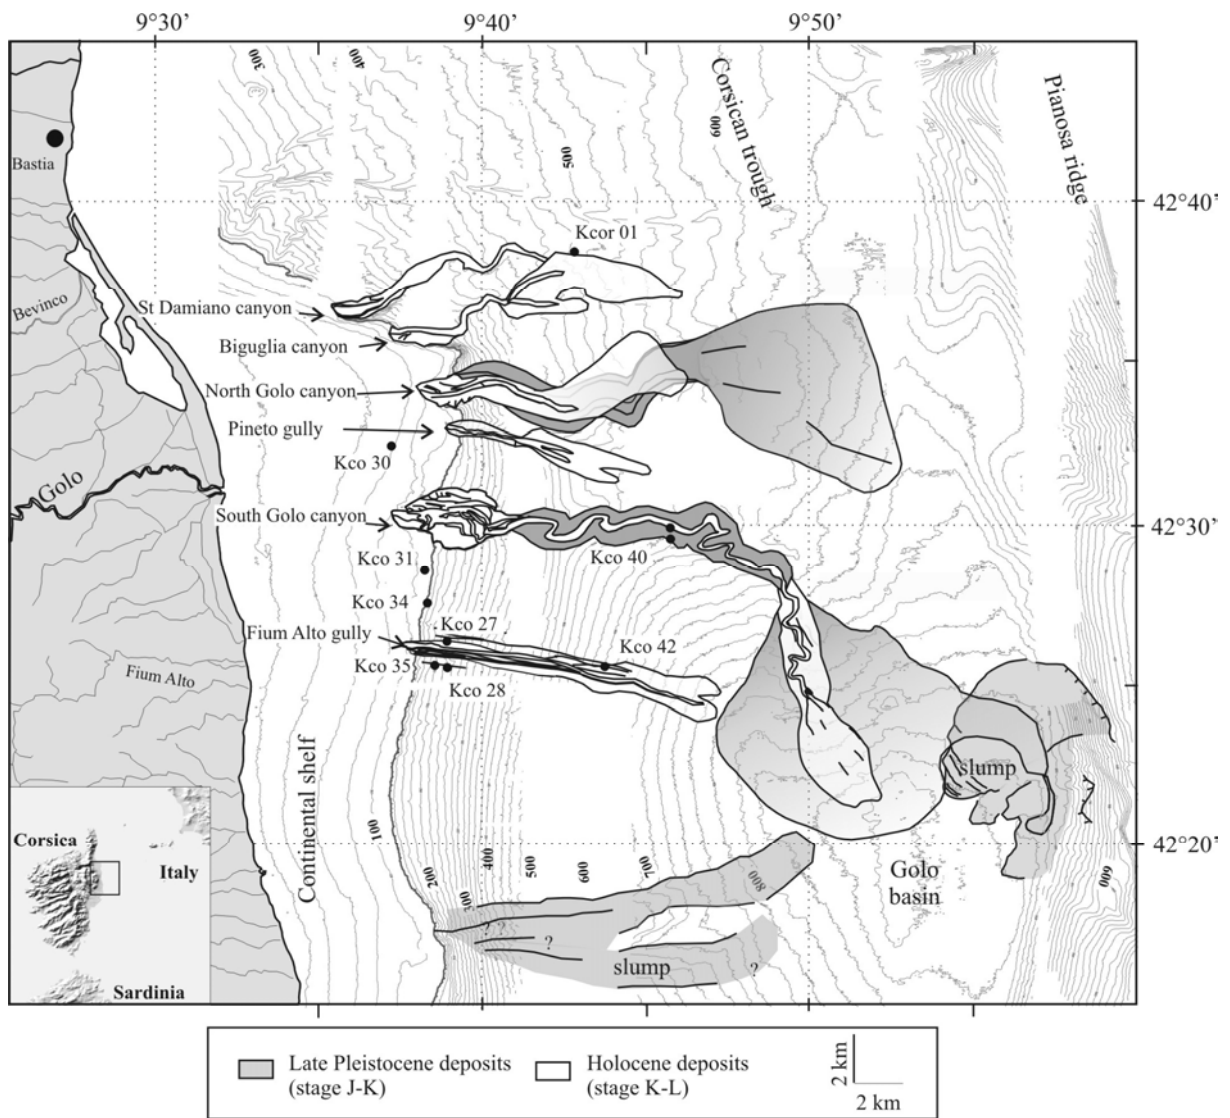 9°30’ 9°40’ 9°50’
300
400
500
Corsican trough
600
Pianosa ridge
Bastia
42°40’
Kcor 01
Bevinco
St Damiano canyon
Biguglia canyon
North Golo canyon
Pineto gully
Kco 30
Golo
South Golo canyon
42°30’
Kco 40
Kco 31
Kco 34
Kco 27
Fium Alto gully
Kco 42
Kco 35
Kco 28
Fium Alto
slump
Continental shelf
100
200
300
400
500
600
700
800
42°20’
Golo
basin
600
? ?
?
?
slump
Corsica
Italy
Sardinia
Late Pleistocene deposits
(stage J-K)
Holocene deposits
(stage K-L)
2 km
2 km